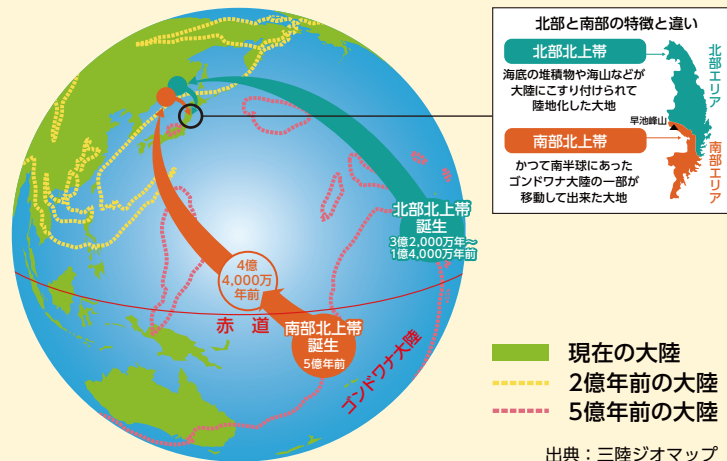 北部と南部の特徴と違い
北部北上帯
海底の堆積物や海山などが
大陸にこすり付けられて
陸地化した大地
早池峰山
南部北上帯
かつて南半球にあった
ゴンドワナ大陸の一部が
移動して出来た大地
北部エリア
南部エリア
北部北上帯
誕生
3億2,000万年〜
1億4,000万年前
4億
4,000万
年前
赤道
南部北上帯
誕生
5億年前
ゴンドワナ大陸
現在の大陸
2億年前の大陸
5億年前の大陸
出典：三陸ジオマップ